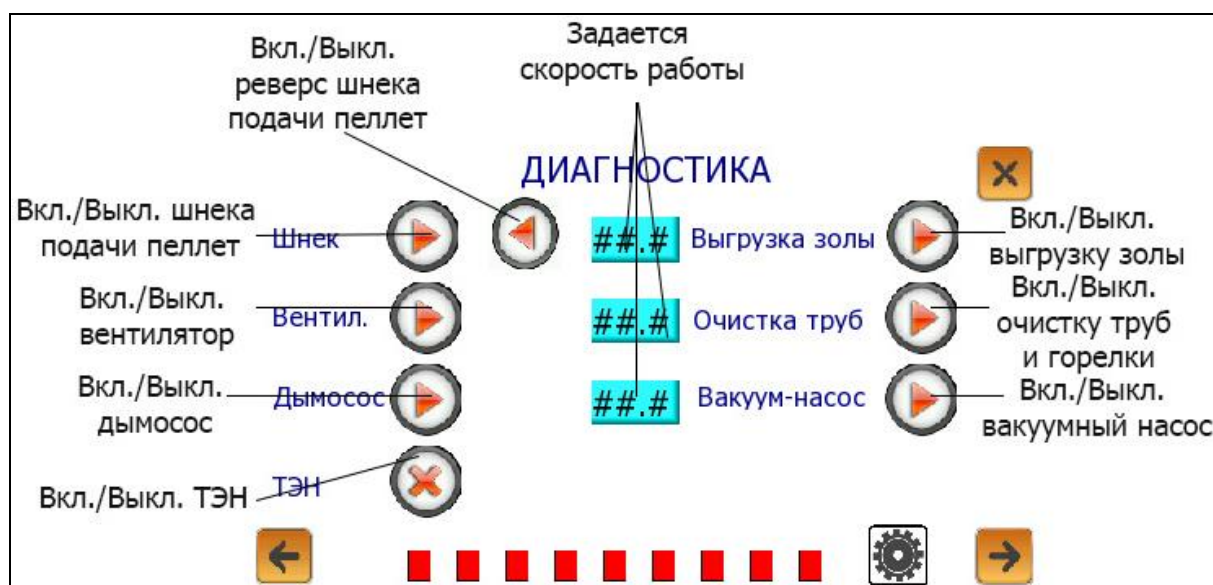 Вкл./Выкл.
реверс шнека
подачи пеллет
Задается
скорость работы
ДИАГНОСТИКА
Вкл./Выкл. шнека
подачи пеллет
Шнек
##.#
Выгрузка золы
Вкл./Выкл.
выгрузку золы
Вкл./Выкл.
вентилятор
Вентил.
##.#
Очистка труб
Вкл./Выкл.
очистку труб
и горелки
Вкл./Выкл.
дымосос
Дымосос
##.#
Вакуум-насос
Вкл./Выкл.
вакуумный насос
Вкл./Выкл. ТЭН
ТЭН